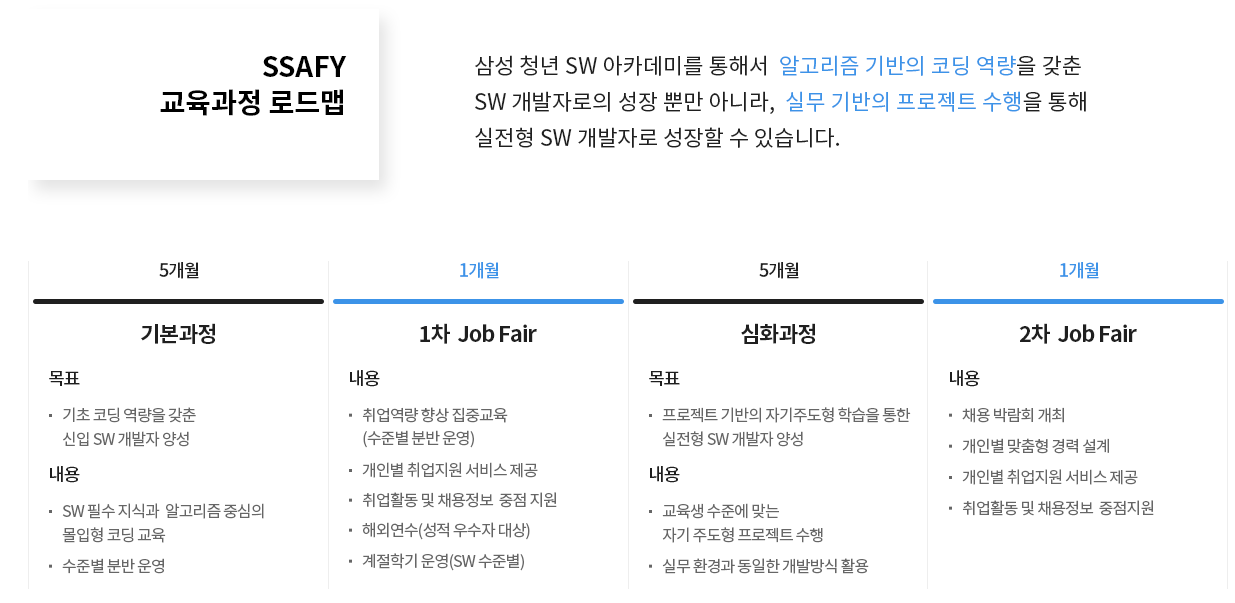 SSAFY
교육과정 로드맵
삼성 청년 SW 아카데미를 통해서 알고리즘 기반의 코딩 역량을 갖춘
SW 개발자로의 성장 뿐만 아니라, 실무 기반의 프로젝트 수행을 통해
실전형 SW 개발자로 성장할 수 있습니다.
5개월
기본과정
목표
· 기초 코딩 역량을 갖춘
신입 SW 개발자 양성
내용
· SW 필수 지식과 알고리즘 중심의
몰입형 코딩 교육
· 수준별 분반 운영
1개월
1차 Job Fair
내용
· 취업역량 향상 집중교육
(수준별 분반 운영)
· 개인별 취업지원 서비스 제공
· 취업활동 및 채용정보 중점 지원
· 해외연수(성적 우수자 대상)
· 계절학기 운영(SW 수준별)
5개월
심화과정
목표
· 프로젝트 기반의 자기주도형 학습을 통한
실전형 SW 개발자 양성
내용
· 교육생 수준에 맞는
자기 주도형 프로젝트 수행
· 실무 환경과 동일한 개발방식 활용
1개월
2차 Job Fair
내용
· 채용 박람회 개최
· 개인별 맞춤형 경력 설계
· 개인별 취업지원 서비스 제공
· 취업활동 및 채용정보 중점지원